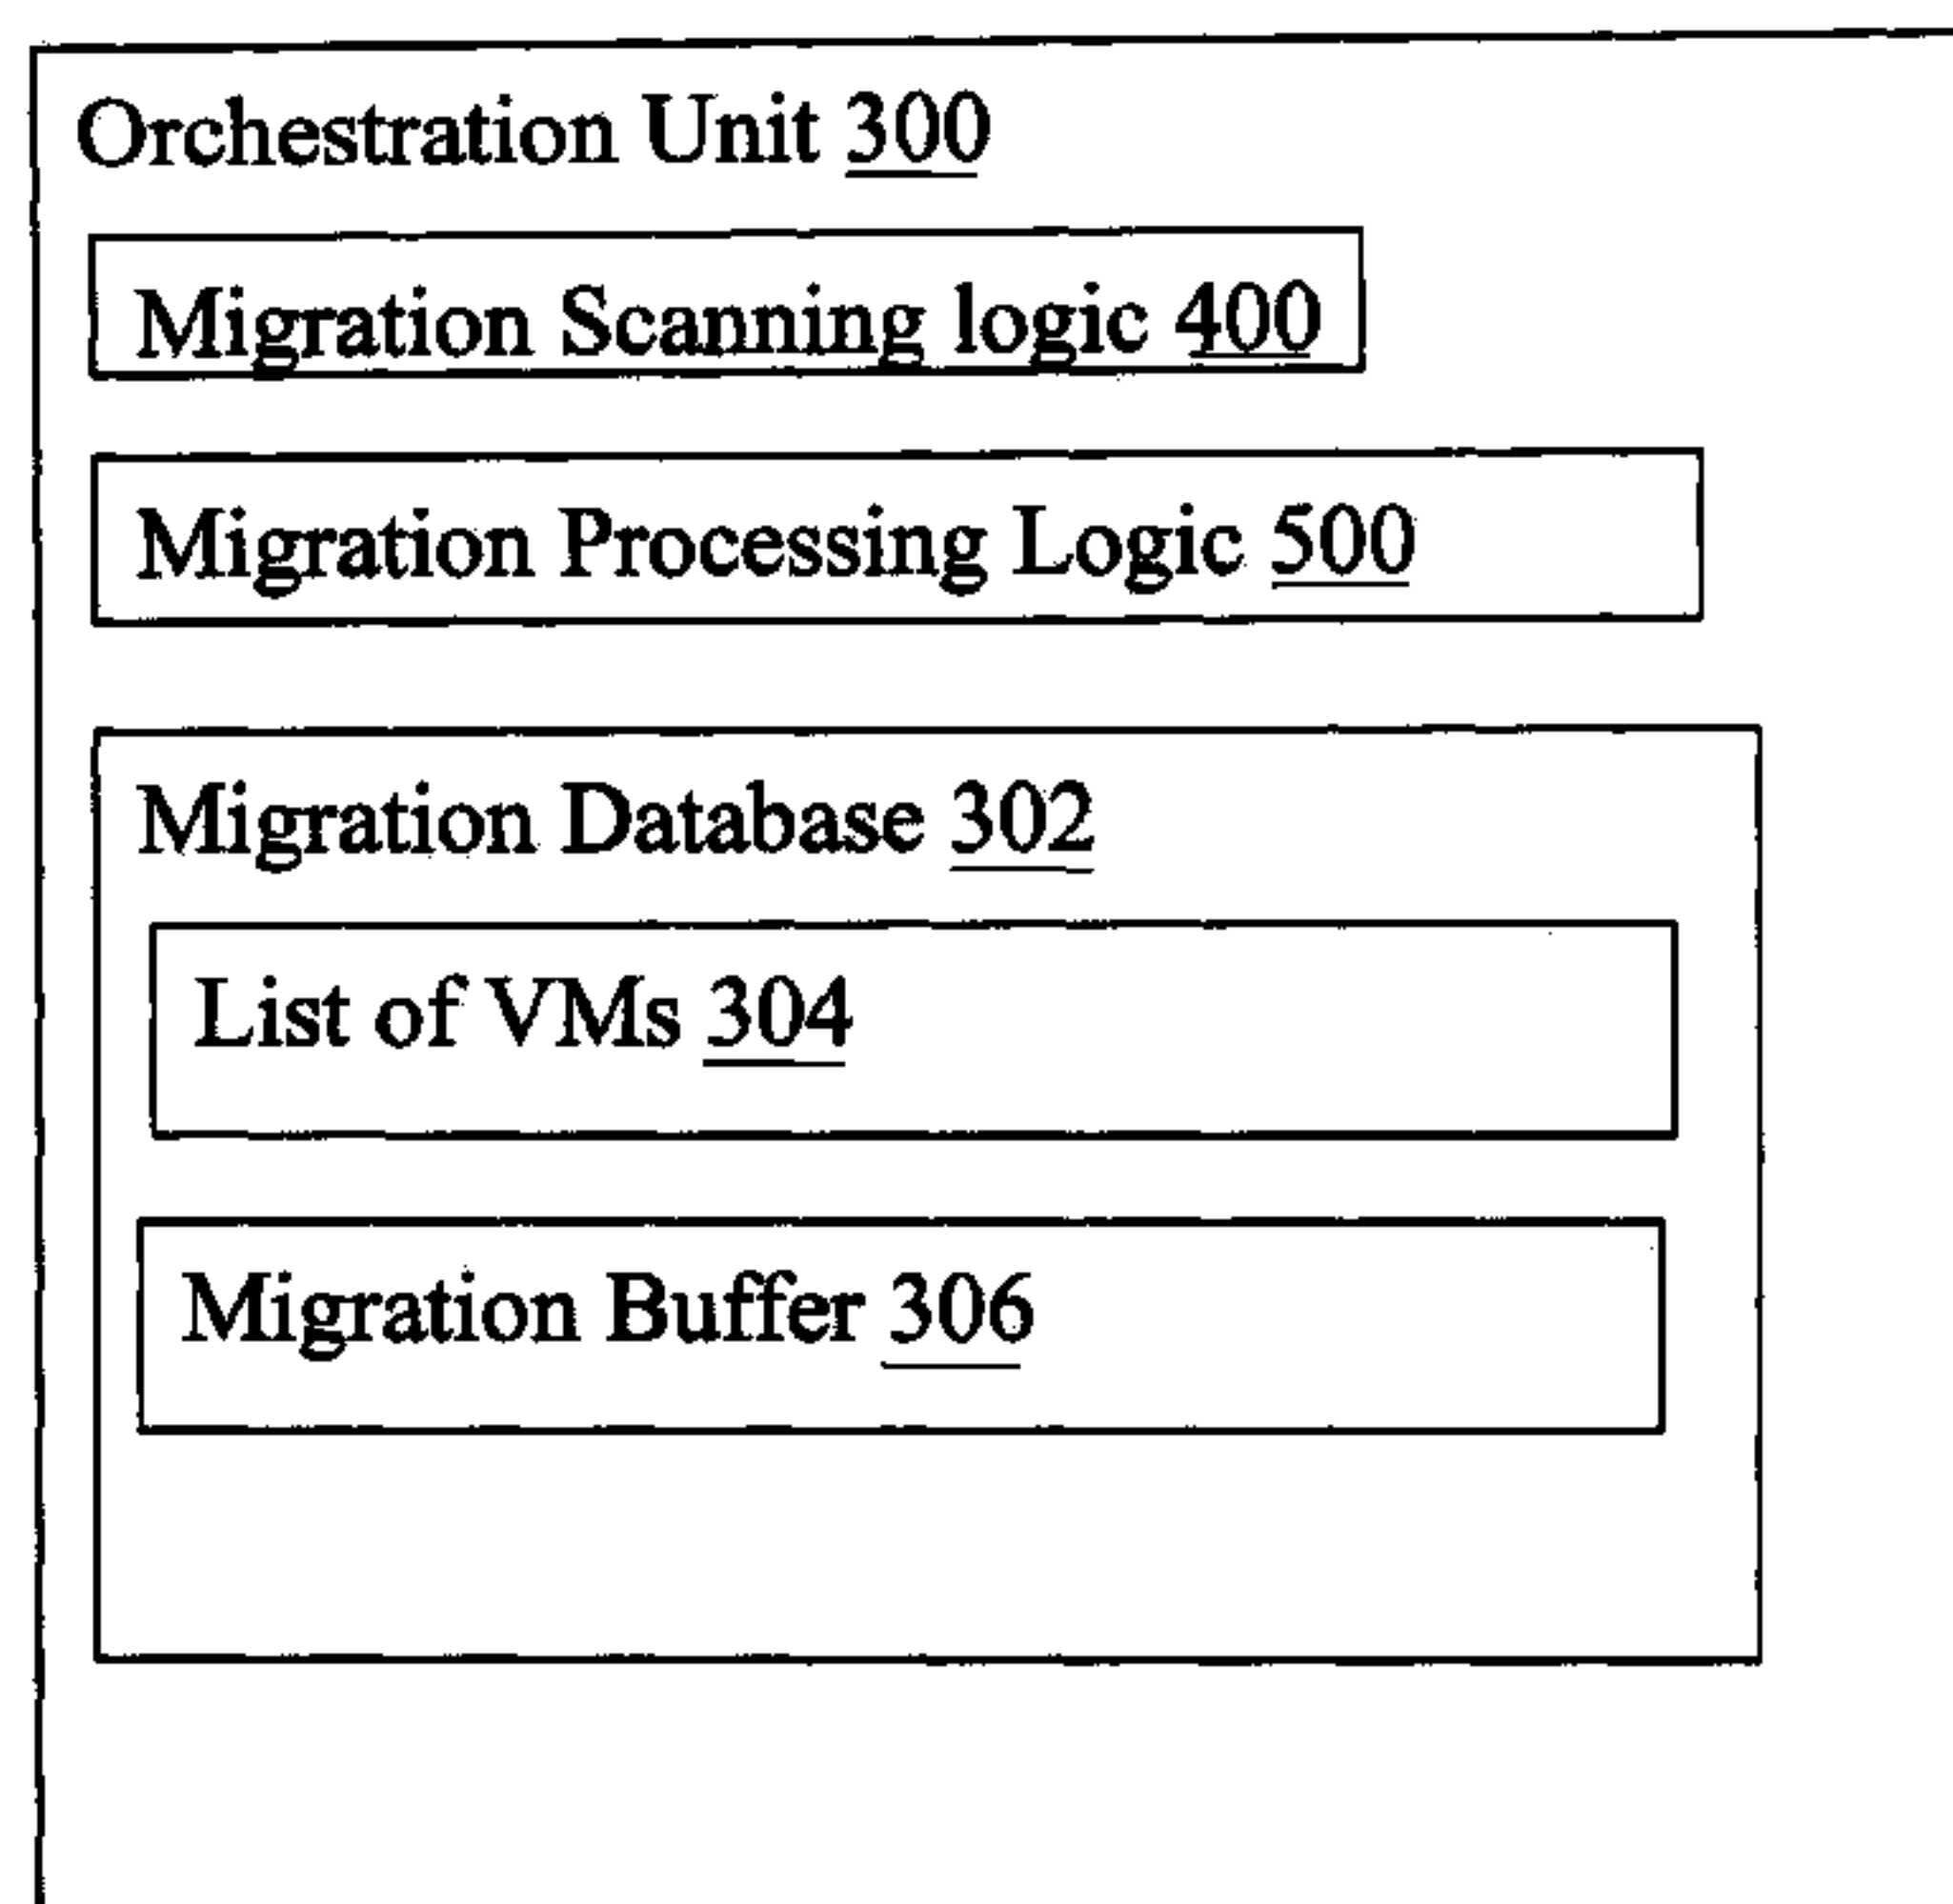 Orchestration Unit 300
Migration Scanning logic 400
Migration Processing Logic 500
Migration Database 302
List of VMs 304
Migration Buffer 306